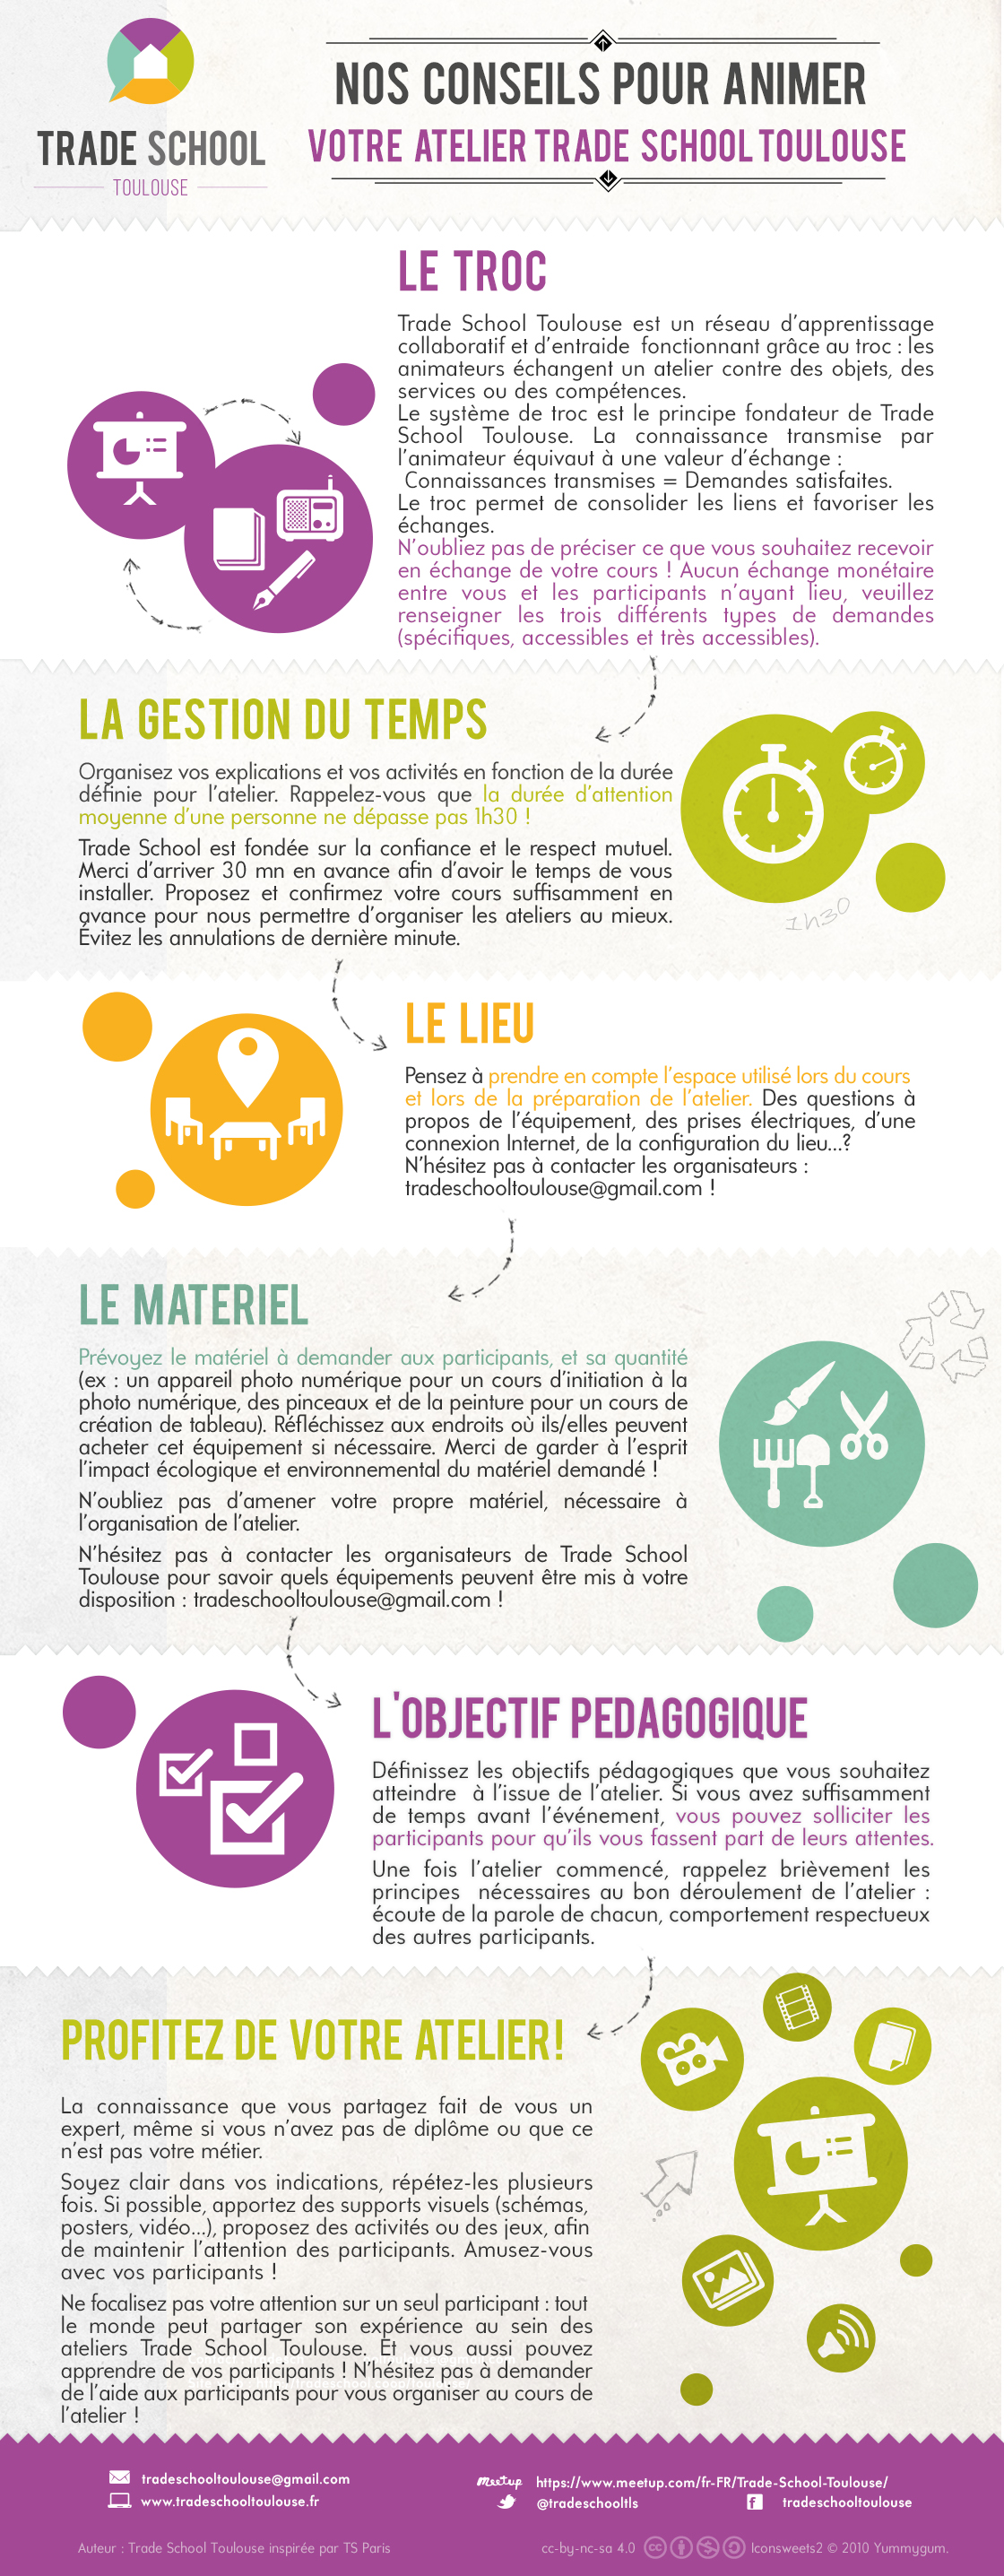 TRADE SCHOOL
TOULOUSE
NOS CONSEILS POUR ANIMER
VOTRE ATELIER TRADE SCHOOL TOULOUSE
LE TROC
Trade School Toulouse est un réseau d'apprentissage
collaboratif et d'entraide fonctionnant grâce au troc : les
animateurs échangent un atelier contre des objets, des
services ou des compétences.
Le système de troc est le principe fondateur de Trade
School Toulouse. La connaissance transmise par
l'animateur équivaut à une valeur d'échange :
Connaissances transmises = Demandes satisfaites.
Le troc permet de consolider les liens et favoriser les
échanges.
N'oubliez pas de préciser ce que vous souhaitez recevoir
en échange de votre cours ! Aucun échange monétaire
entre vous et les participants n'ayant lieu, veuillez
renseigner les trois différents types de demandes
(spécifiques, accessibles et très accessibles).
LA GESTION DU TEMPS
Organisez vos explications et vos activités en fonction de la durée
définie pour l'atelier. Rappelez-vous que la durée d'attention
moyenne d'une personne ne dépasse pas 1h30 !
Trade School est fondée sur la confiance et le respect mutuel.
Merci d'arriver 30 mn en avance afin d'avoir le temps de vous
installer. Proposez et confirmez votre cours suffisamment en
avance pour nous permettre d'organiser les ateliers au mieux.
Évitez les annulations de dernière minute.
1h30
LE LIEU
Pensez à prendre en compte l'espace utilisé lors du cours
et lors de la préparation de l'atelier. Des questions à
propos de l'équipement, des prises électriques, d'une
connexion Internet, de la configuration du lieu...?
N'hésitez pas à contacter les organisateurs :
tradeschooltoulouse@gmail.com !
LE MATERIEL
Prévoyez le matériel à demander aux participants, et sa quantité
(ex : un appareil photo numérique pour un cours d'initiation à la
photo numérique, des pinceaux et de la peinture pour un cours de
création de tableau). Réfléchissez aux endroits où ils/elles peuvent
acheter cet équipement si nécessaire. Merci de garder à l'esprit
l'impact écologique et environnemental du matériel demandé !
N'oubliez pas d'amener votre propre matériel, nécessaire à
l'organisation de l'atelier.
N'hésitez pas à contacter les organisateurs de Trade School
Toulouse pour savoir quels équipements peuvent être mis à votre
disposition : tradeschooltoulouse@gmail.com !
L'OBJECTIF PEDAGOGIQUE
Définissez les objectifs pédagogiques que vous souhaitez
atteindre à l'issue de l'atelier. Si vous avez suffisamment
de temps avant l'événement, vous pouvez solliciter les
participants pour qu'ils vous fassent part de leurs attentes.
Une fois l'atelier commencé, rappelez brièvement les
principes nécessaires au bon déroulement de l'atelier :
écoute de la parole de chacun, comportement respectueux
des autres participants.
PROFITEZ DE VOTRE ATELIER!
La connaissance que vous partagez fait de vous un
expert, même si vous n'avez pas de diplôme ou que ce
n'est pas votre métier.
Soyez clair dans vos indications, répétez-les plusieurs
fois. Si possible, apportez des supports visuels (schémas,
posters, vidéo...), proposez des activités ou des jeux, afin
de maintenir l'attention des participants. Amusez-vous
avec vos participants !
Ne focalisez pas votre attention sur un seul participant : tout
le monde peut partager son expérience au sein des
ateliers Trade School Toulouse. Et vous aussi pouvez
apprendre de vos participants ! N'hésitez pas à demander
de l'aide aux participants pour vous organiser au cours de
l'atelier !
tradeschooltoulouse@gmail.com
www.tradeschooltoulouse.fr
meetup https://www.meetup.com/fr-FR/Trade-School-Toulouse/
@tradeschooltls
f tradeschooltoulouse
Auteur : Trade School Toulouse inspirée par TS Paris
cc-by-nc-sa 4.0 cc Iconsweets2 © 2010 Yummygum.